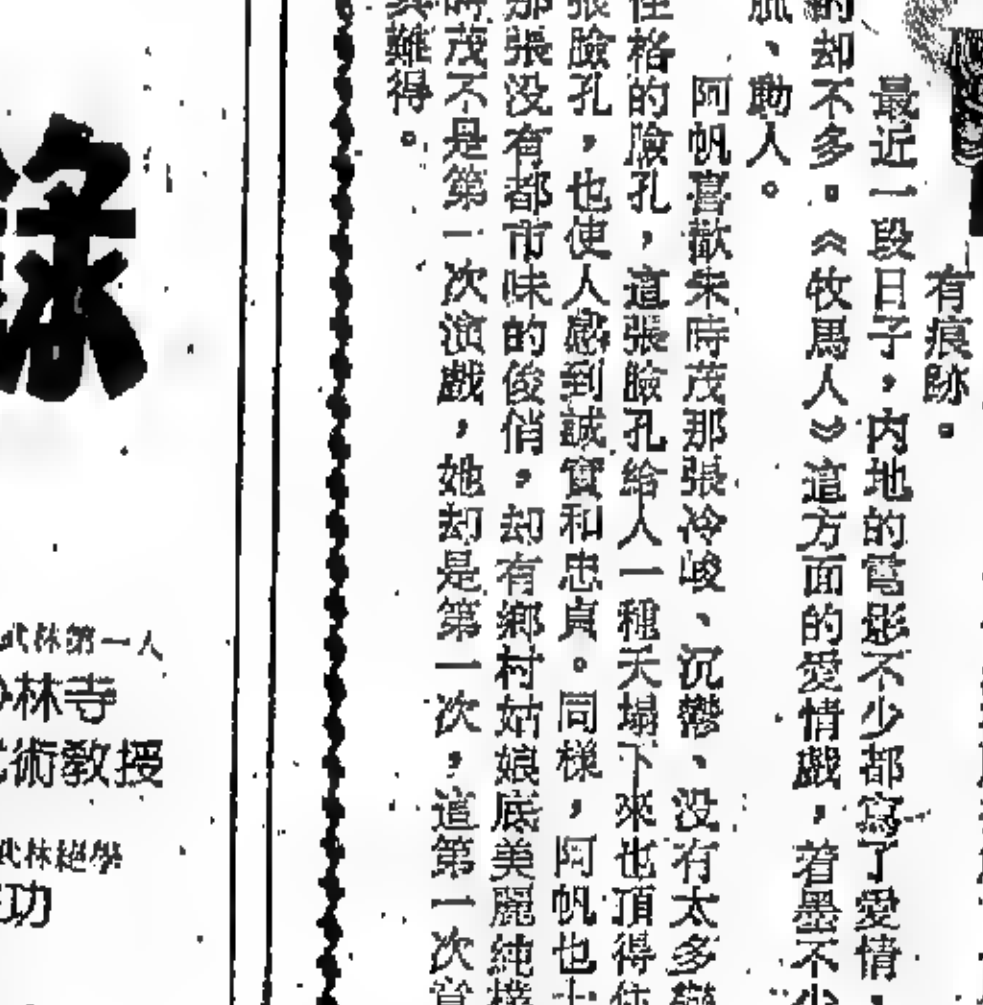 有痕跡。
最近一段日子，内地的電影不少都寫了愛情，
的却不多。《牧馬人》這方面的愛情戲，着墨不少
、動人。
阿帆喜歡朱時茂那張冷峻、沉鬱、没有太多
性格的臉孔，這張臉孔給人一種天塌下來也頂得住
張臉孔，也使人感到誠實和忠貞。同樣，阿帆也十
那張没有都市味的俊俏，却有鄉村姑娘底美麗純樸
時茂不是第一次演戲，她却是第一次，這第一次
難得。
錄
武林第一人
林寺
術教授
武林絕學
功